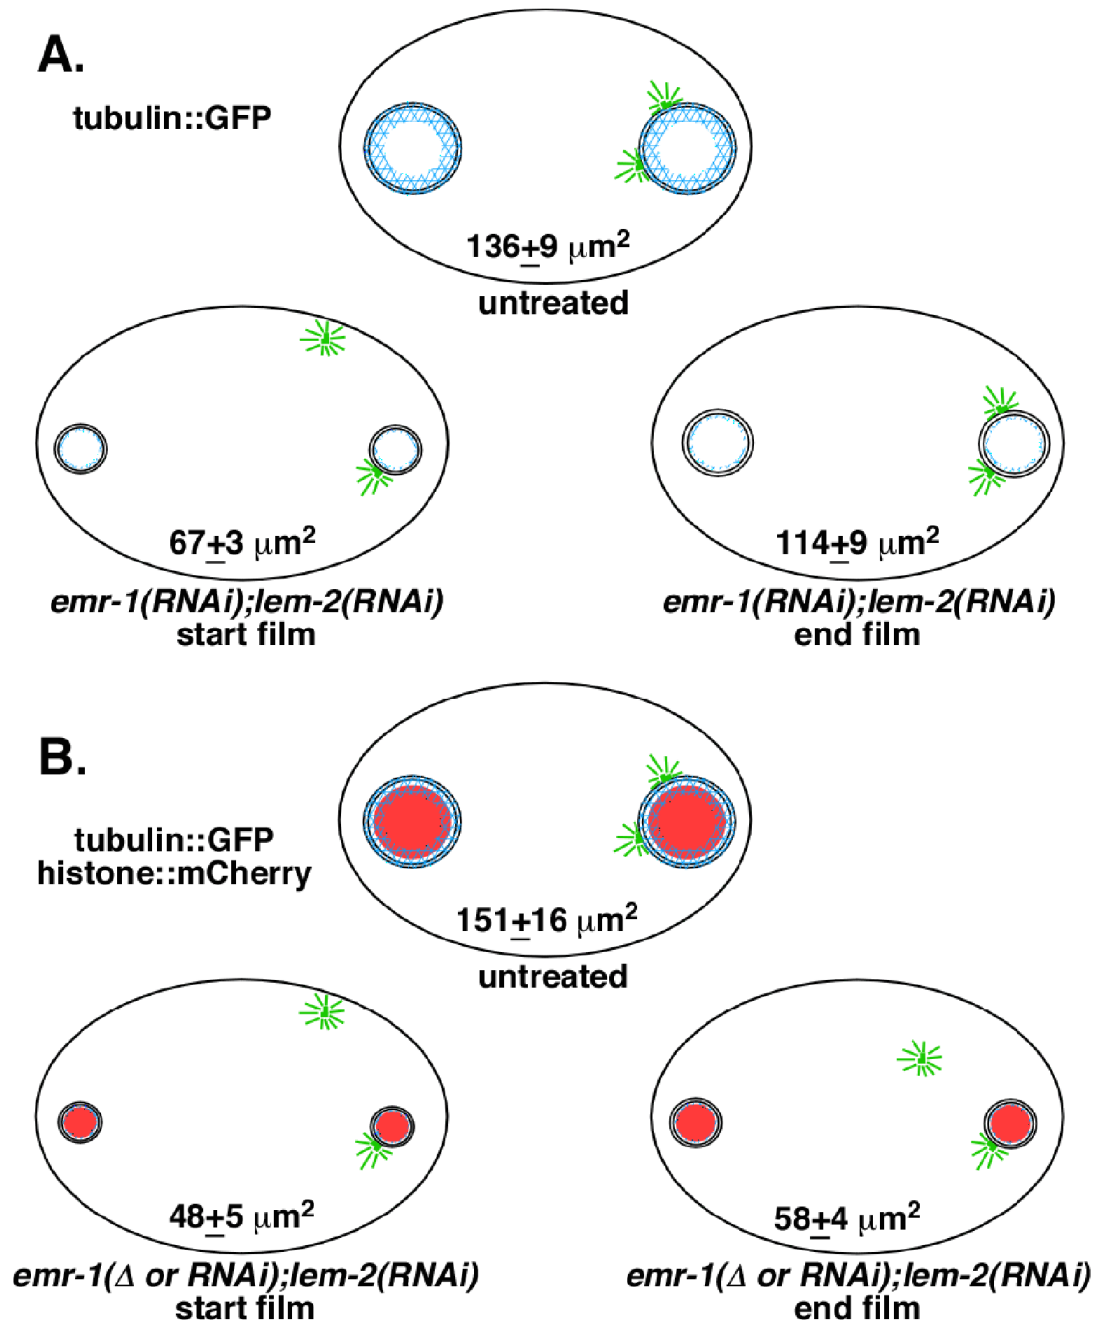 A.
tubulin::GFP
136±9 μm²
untreated
67±3 μm²
emr-1(RNAi);lem-2(RNAi)
start film
114±9 μm²
emr-1(RNAi);lem-2(RNAi)
end film
B.
tubulin::GFP
histone::mCherry
151±16 μm²
untreated
48±5 μm²
emr-1(Δ or RNAi);lem-2(RNAi)
start film
58±4 μm²
emr-1(Δ or RNAi);lem-2(RNAi)
end film